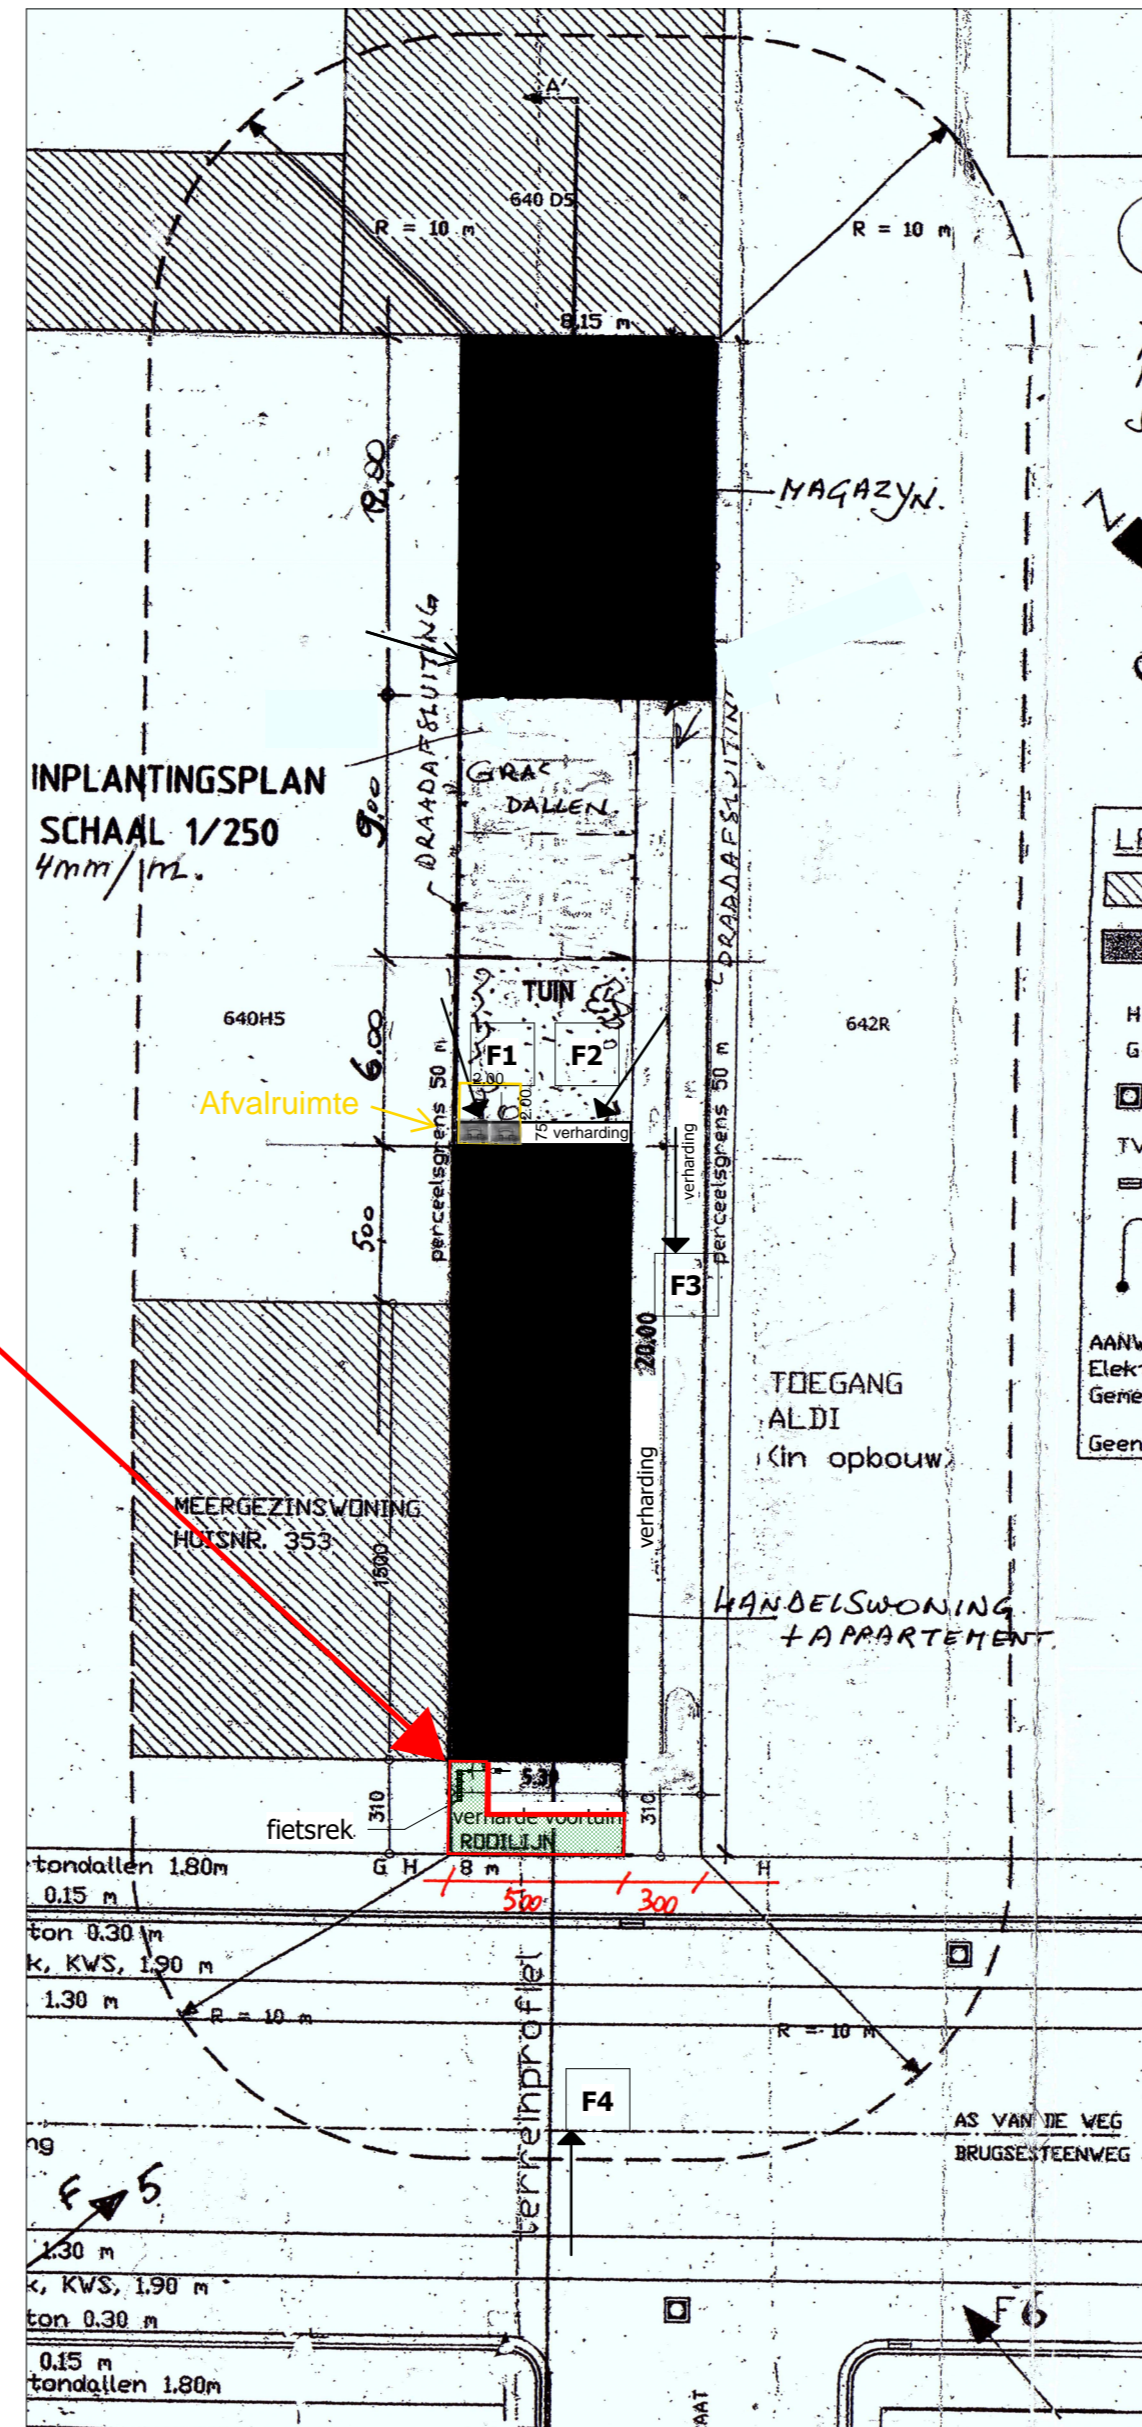 A'
640 D5
R = 10 m
R = 10 m
8,15 m
12.00
MAGAZYN.
DRAADAFSLUITING
DRADDAFSLUITIN
INPLANTINGSPLAN
SCHAAL 1/250
4mm/m.
9.00
GRAS
DALLEN.
TUIN
640H5
642R
6.00
F1
F2
2.00
2.00
Afvalruimte
75
verharding
verharding
perceelsgrens 50 m
perceelsgrens 50 m
500
F3
20.00
TOEGANG
ALDI
(in opbouw)
verharding
MEERGEZINSWONING
HUISNR. 353
1500
HANDELSWONING
+ APPARTEMENT.
310
310
fietsrek
verharde voortuin
ROOILIJN
tondallen 1.80m
G H
8 m
H
0.15 m
500
300
ton 0.30 m
k, KWS, 1.90 m
1.30 m
R = 10 m
R = 10 m
terreinprofiel
F4
AS VAN DE WEG
BRUGSESTEENWEG
ng
F 5
1.30 m
k, KWS, 1.90 m
ton 0.30 m
F6
0.15 m
tondallen 1.80m
AAT
N
LE
H
G
TV
AANW
Elek
Geme
Geen